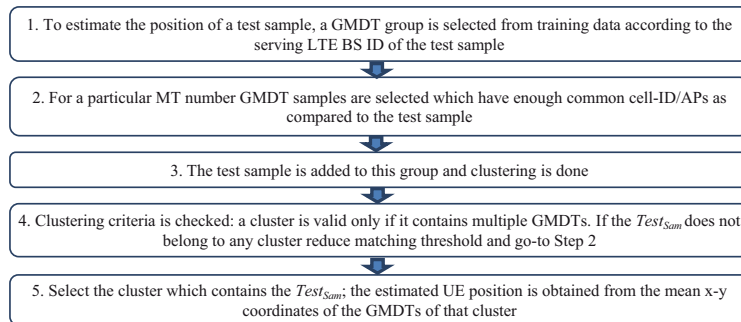 1. To estimate the position of a test sample, a GMDT group is selected from training data according to the
serving LTE BS ID of the test sample
2. For a particular MT number GMDT samples are selected which have enough common cell-ID/APs as
compared to the test sample
3. The test sample is added to this group and clustering is done
4. Clustering criteria is checked: a cluster is valid only if it contains multiple GMDTs. If the Test_Sam does not
belong to any cluster reduce matching threshold and go-to Step 2
5. Select the cluster which contains the Test_Sam; the estimated UE position is obtained from the mean x-y
coordinates of the GMDTs of that cluster